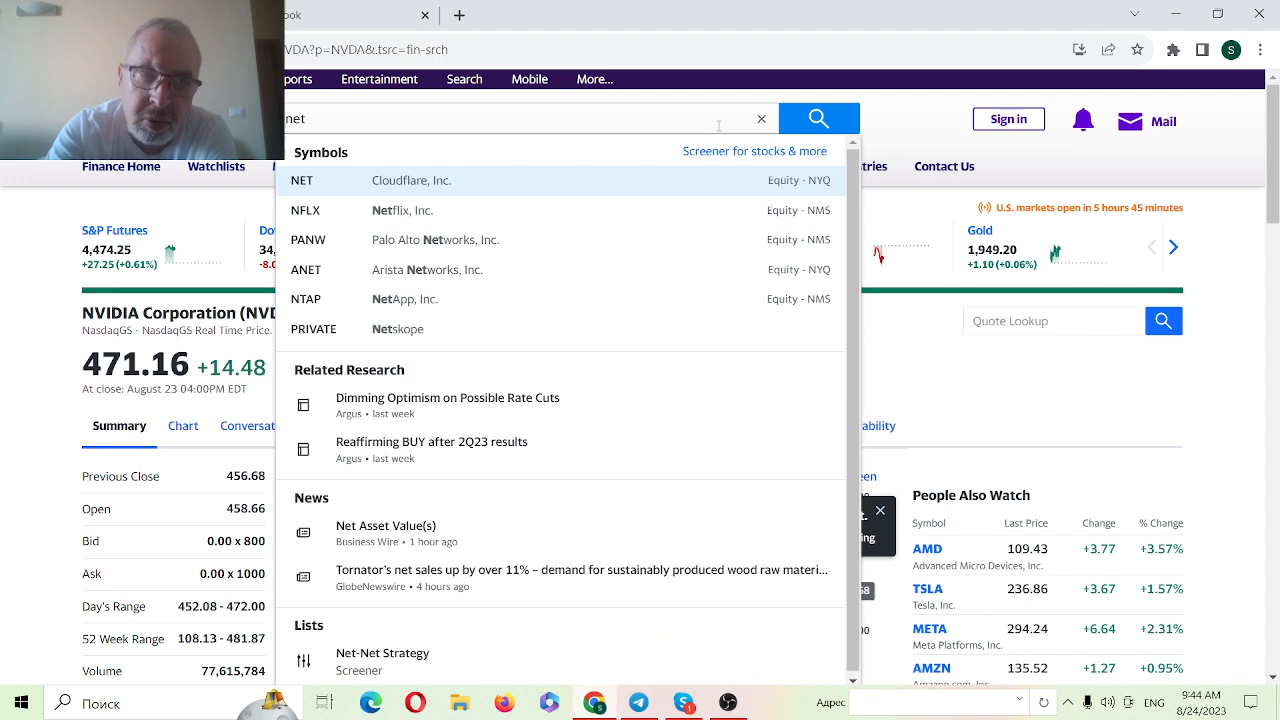 ook
VDA?p=NVDA&.tsrc=fin-srch
S
ports
Entertainment
Search
Mobile
More...
net
Sign in
Mail
Symbols
Screener for stocks & more
Finance Home
Watchlists
tries
Contact Us
NET Cloudflare, Inc. Equity - NYQ
NFLX Netflix, Inc. Equity - NMS
PANW Palo Alto Networks, Inc. Equity - NMS
ANET Arista Networks, Inc. Equity - NYQ
NTAP NetApp, Inc. Equity - NMS
PRIVATE Netskope
U.S. markets open in 5 hours 45 minutes
S&P Futures
4,474.25
+27.25 (+0.61%)
Do
34,
-8.0
Gold
1,949.20
+1.10 (+0.06%)
NVIDIA Corporation (NVD
NasdaqGS - NasdaqGS Real Time Price.
Quote Lookup
471.16 +14.48
At close: August 23 04:00PM EDT
Related Research
Dimming Optimism on Possible Rate Cuts
Argus • last week
Reaffirming BUY after 2Q23 results
Argus • last week
Summary
Chart
Conversat
ability
News
Net Asset Value(s)
Business Wire • 1 hour ago
Tornator's net sales up by over 11% – demand for sustainably produced wood raw materi...
GlobeNewswire • 4 hours ago
Lists
Net-Net Strategy
Screener
Previous Close 456.68
Open 458.66
Bid 0.00 x 800
Ask 0.00 x 1000
Day's Range 452.08 - 472.00
52 Week Range 108.13 - 481.87
Volume 77,615,784
een
ing
People Also Watch
Symbol Last Price Change % Change
AMD 109.43 +3.77 +3.57%
Advanced Micro Devices, Inc.
TSLA 236.86 +3.67 +1.57%
Tesla, Inc.
META 294.24 +6.64 +2.31%
Meta Platforms, Inc.
AMZN 135.52 +1.27 +0.95%
Amazon.com, Inc.
Поиск
S
1
Адрес
ENG
9:44 AM
8/24/2023